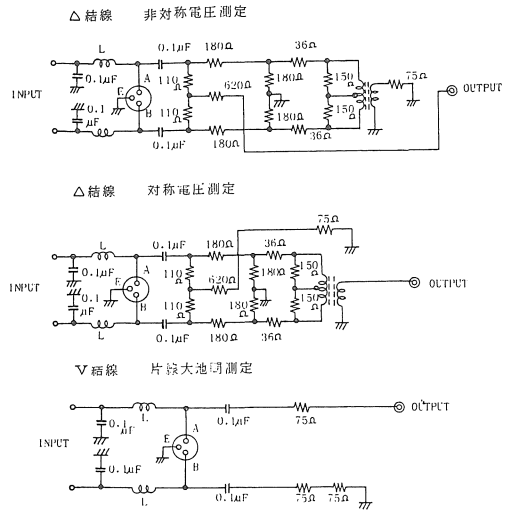 △結線 非対称電圧測定
L 0.1μF 180Ω 36Ω
0.1μF A 110Ω 620Ω 180Ω 150Ω 75Ω
INPUT E OUTPUT
0.1μF B 110Ω 180Ω 150Ω
L 0.1μF 180Ω 36Ω
△結線 対称電圧測定
75Ω
L 0.1μF 180Ω 36Ω
0.1μF A 110Ω 620Ω 180Ω 150Ω
INPUT E OUTPUT
0.1μF B 110Ω 180Ω 150Ω
L 0.1μF 180Ω 36Ω
V結線 片線大地間測定
L 0.1μF 75Ω OUTPUT
0.1μF A
INPUT E
0.1μF B
L 0.1μF 75Ω 75Ω